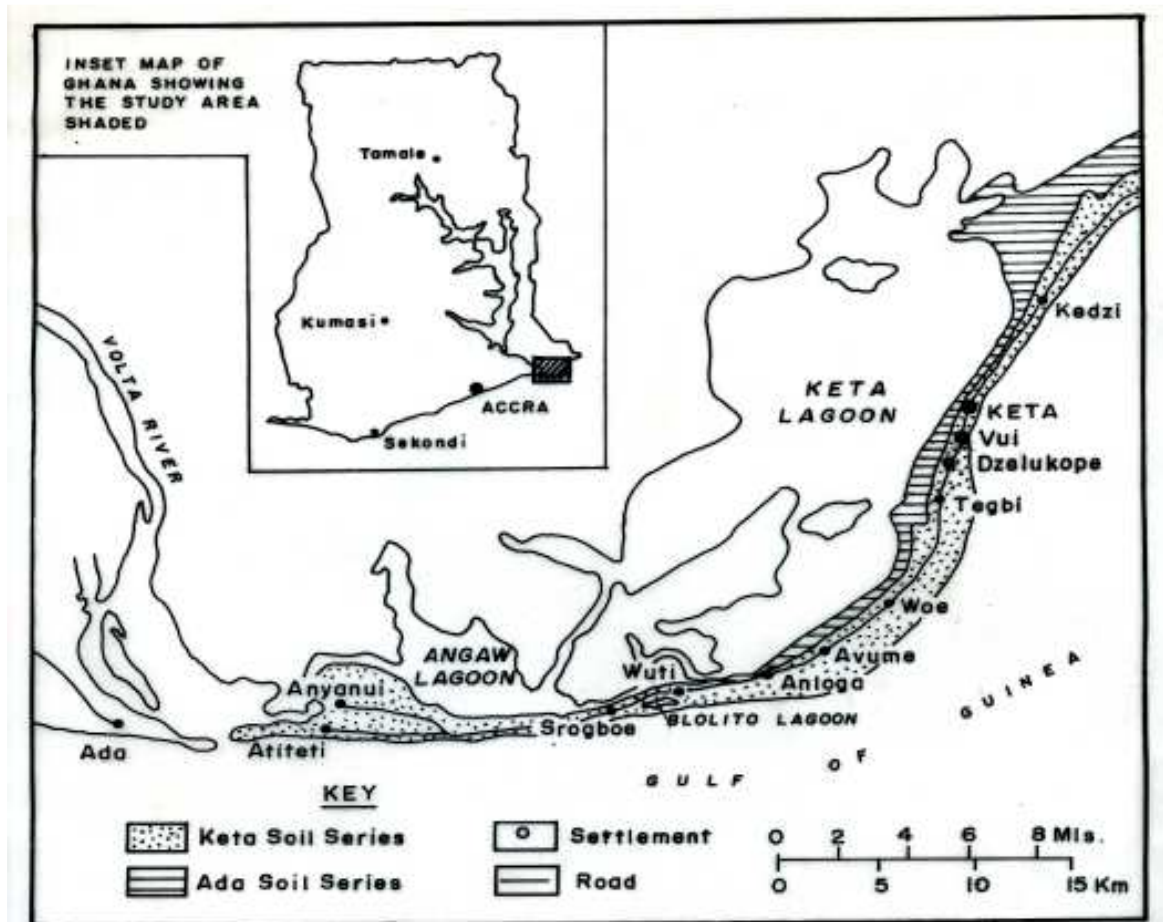 INSET MAP OF
GHANA SHOWING
THE STUDY AREA
SHADED
Tamale
Kumasi
ACCRA
Sekondi
VOLTA RIVER
KETA
LAGOON
Kedzi
KETA
Vui
Dzelukope
Tegbi
Woe
Avume
Anloga
Wuti
BLOLITO LAGOON
Srogboe
ANGAW
LAGOON
Anyanui
Atiteti
Ada
GULF OF GUINEA
KEY
Keta Soil Series
Ada Soil Series
Settlement
Road
0 2 4 6 8 Mls.
0 5 10 15 Km